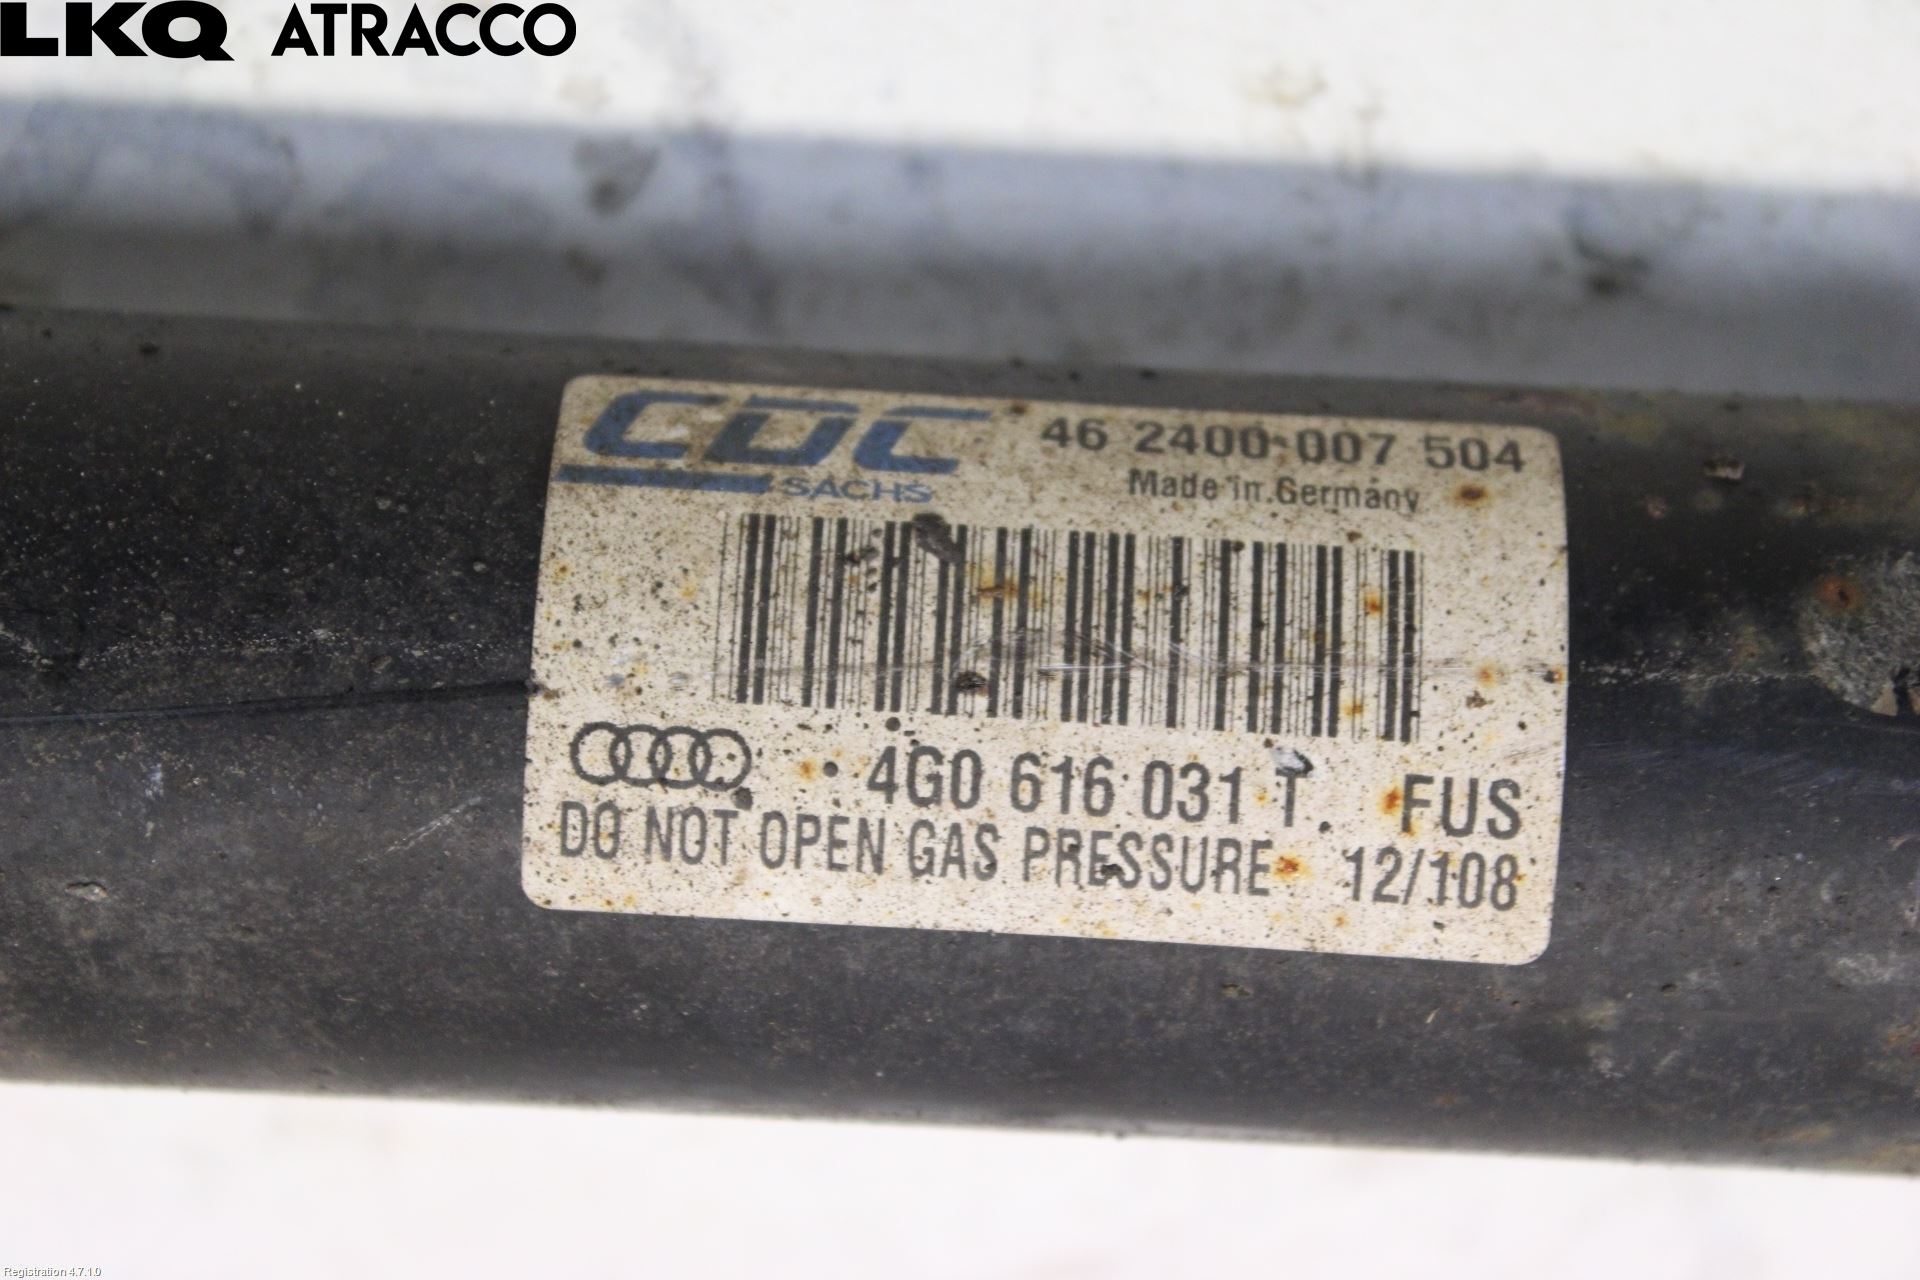 LKQ ATRACCO
CDC 46 2400 007 504
SACHS Made in Germany
4G0 616 031 T FUS
DO NOT OPEN GAS PRESSURE 12/108
Registration 4.7.1.0